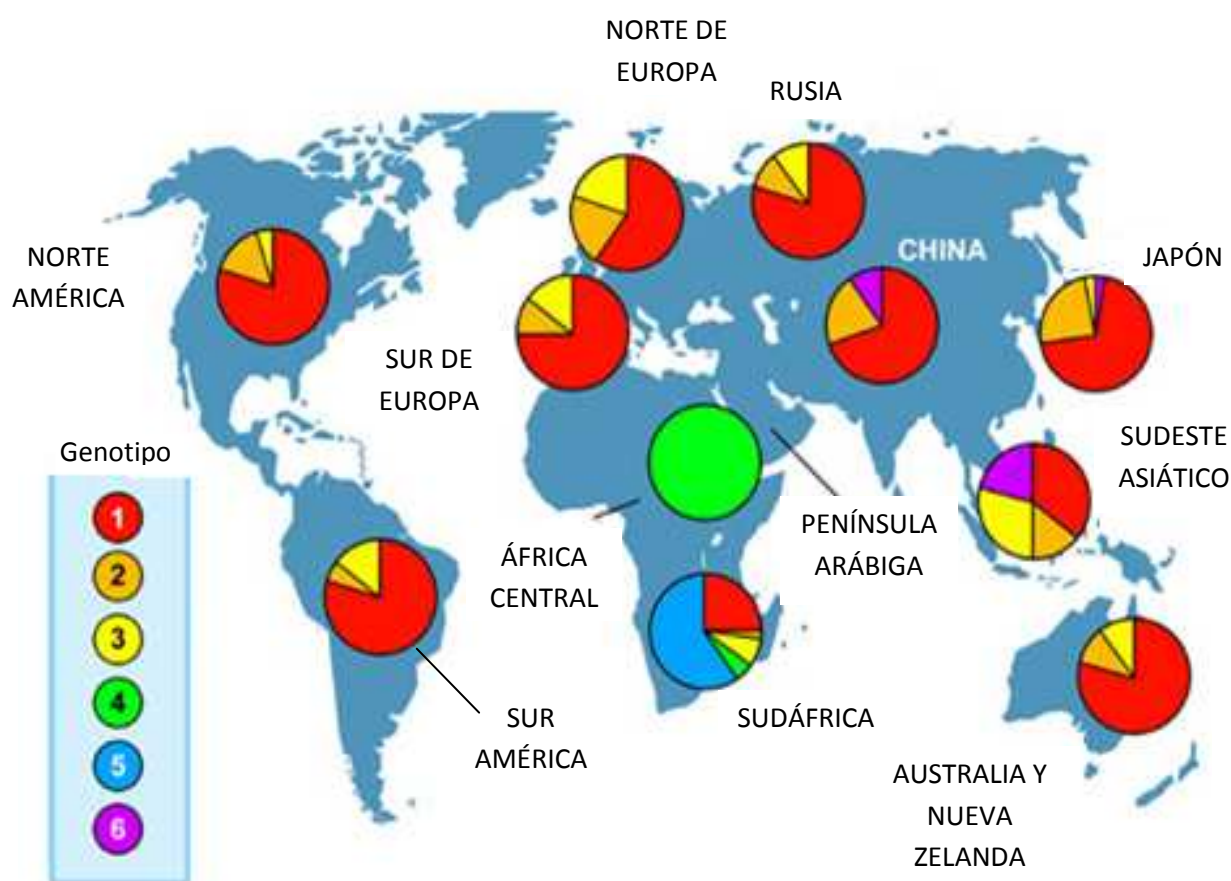 NORTE DE
EUROPA
RUSIA
NORTE
AMÉRICA
CHINA
JAPÓN
SUR DE
EUROPA
SUDESTE
ASIÁTICO
Genotipo
1
2
3
4
5
6
ÁFRICA
CENTRAL
PENÍNSULA
ARÁBIGA
SUR
AMÉRICA
SUDÁFRICA
AUSTRALIA Y
NUEVA
ZELANDA